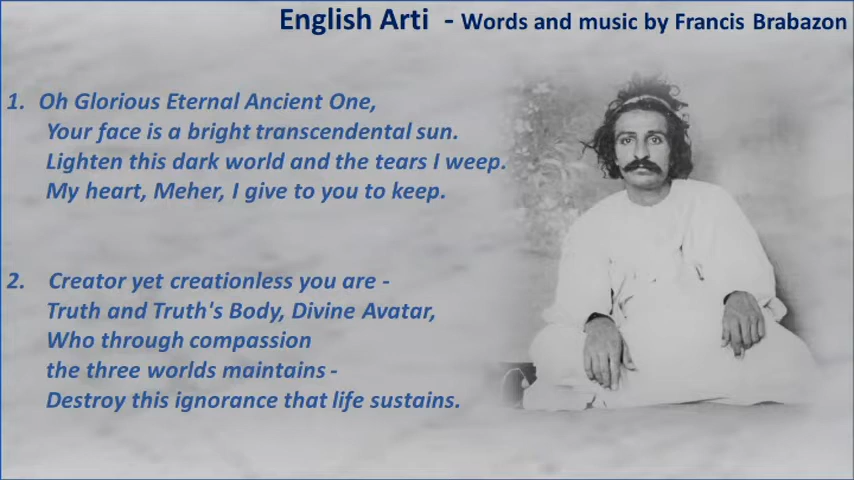 English Arti - Words and music by Francis Brabazon
1. Oh Glorious Eternal Ancient One,
Your face is a bright transcendental sun.
Lighten this dark world and the tears I weep.
My heart, Meher, I give to you to keep.
2. Creator yet creationless you are -
Truth and Truth's Body, Divine Avatar,
Who through compassion
the three worlds maintains -
Destroy this ignorance that life sustains.